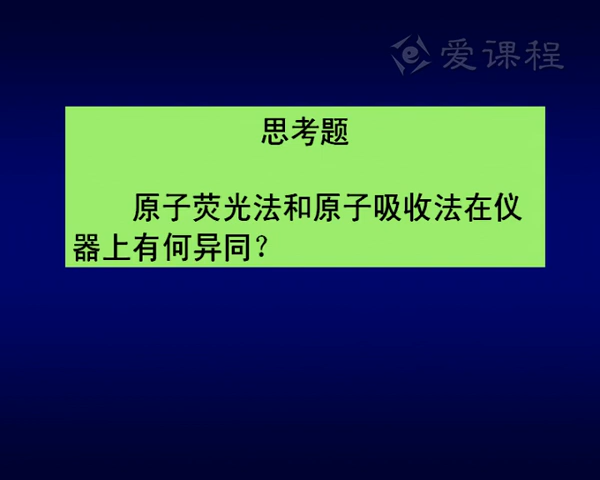 爱课程
思考题
原子荧光法和原子吸收法在仪
器上有何异同？